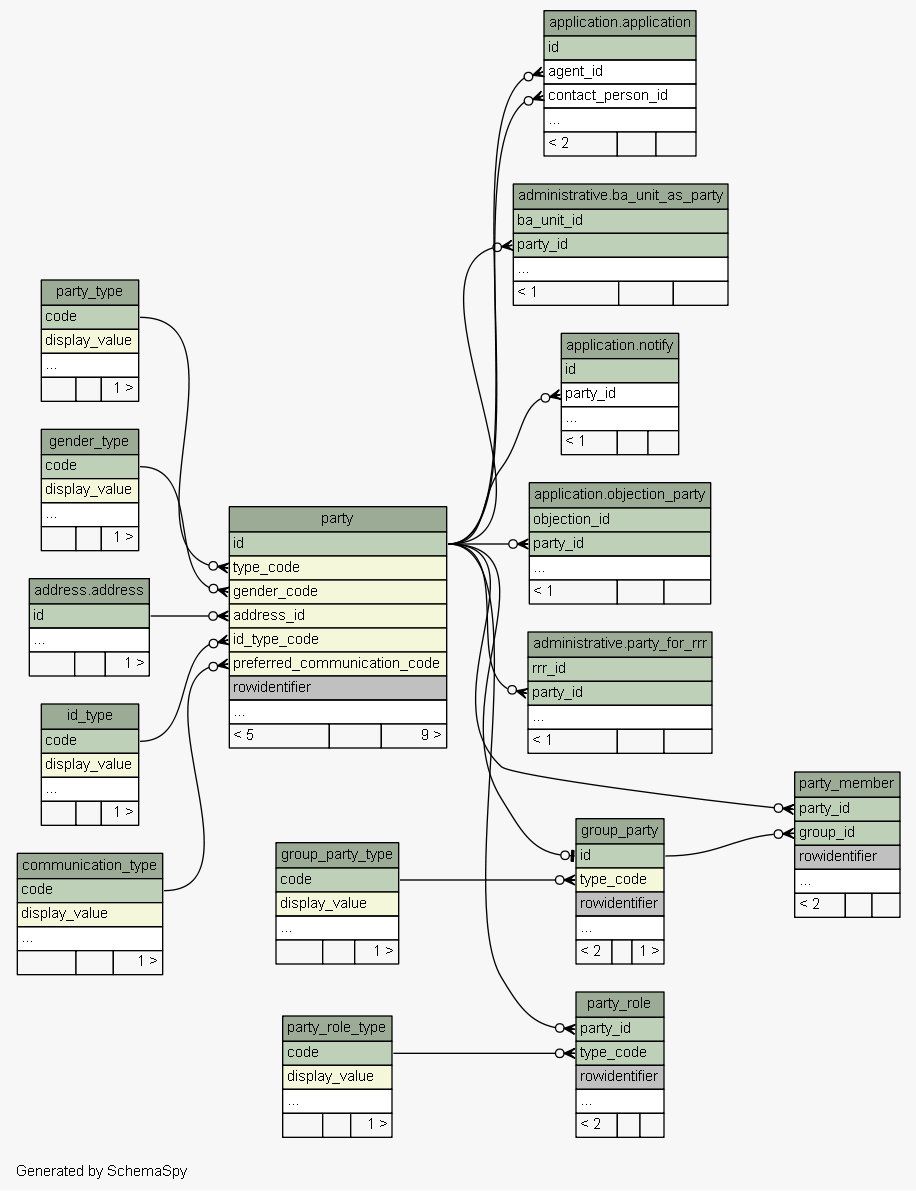 application.application
id
agent_id
contact_person_id
...
< 2
administrative.ba_unit_as_party
ba_unit_id
party_id
...
< 1
party_type
code
display_value
...
1 >
application.notify
id
party_id
...
< 1
gender_type
code
display_value
...
1 >
application.objection_party
objection_id
party_id
...
< 1
party
id
type_code
gender_code
address_id
id_type_code
preferred_communication_code
rowidentifier
...
< 5 9 >
address.address
id
...
1 >
administrative.party_for_rrr
rrr_id
party_id
...
< 1
id_type
code
display_value
...
1 >
party_member
party_id
group_id
rowidentifier
...
< 2
group_party
id
type_code
rowidentifier
...
< 2 1 >
group_party_type
code
display_value
...
1 >
communication_type
code
display_value
...
1 >
party_role
party_id
type_code
rowidentifier
...
< 2
party_role_type
code
display_value
...
1 >
Generated by SchemaSpy